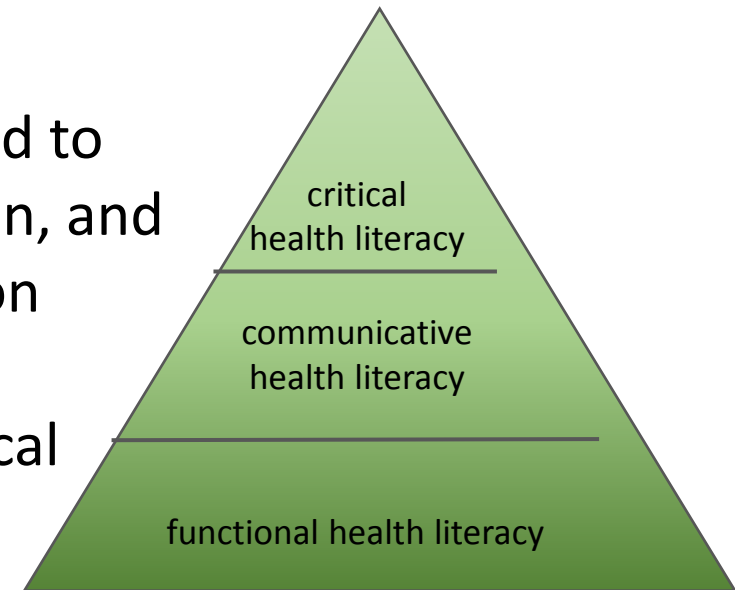 d to
n, and
on
cal
critical
health literacy
communicative
health literacy
functional health literacy